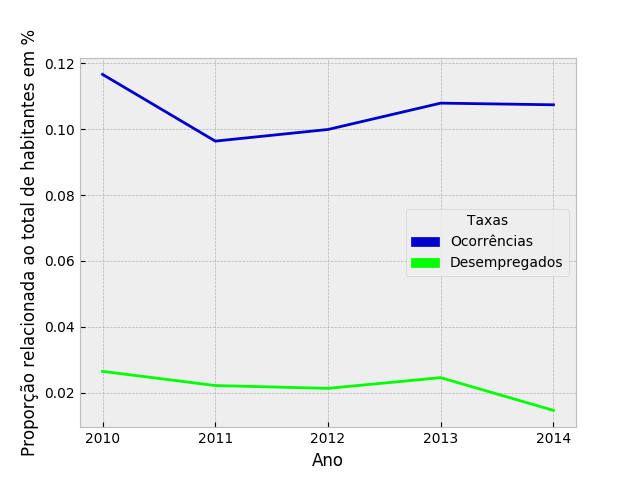 Proporção relacionada ao total de habitantes em %
0.12
0.10
0.08
0.06
0.04
0.02
Taxas
Ocorrências
Desempregados
2010 2011 2012 2013 2014
Ano